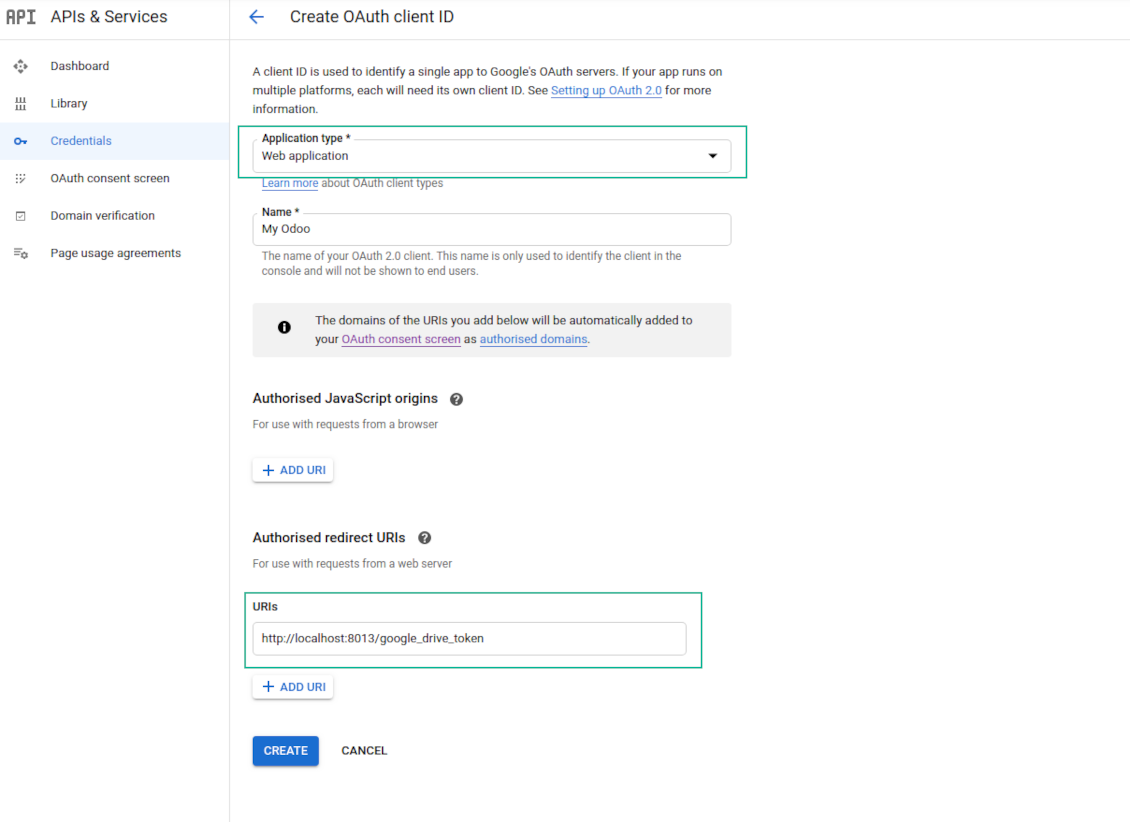 API APIs & Services
Create OAuth client ID
Dashboard
Library
Credentials
OAuth consent screen
Domain verification
Page usage agreements
A client ID is used to identify a single app to Google's OAuth servers. If your app runs on
multiple platforms, each will need its own client ID. See Setting up OAuth 2.0 for more
information.
Application type *
Web application
Learn more about OAuth client types
Name *
My Odoo
The name of your OAuth 2.0 client. This name is only used to identify the client in the
console and will not be shown to end users.
The domains of the URIs you add below will be automatically added to
your OAuth consent screen as authorised domains.
Authorised JavaScript origins
For use with requests from a browser
ADD URI
Authorised redirect URIs
For use with requests from a web server
URIs
http://localhost:8013/google_drive_token
ADD URI
CREATE CANCEL